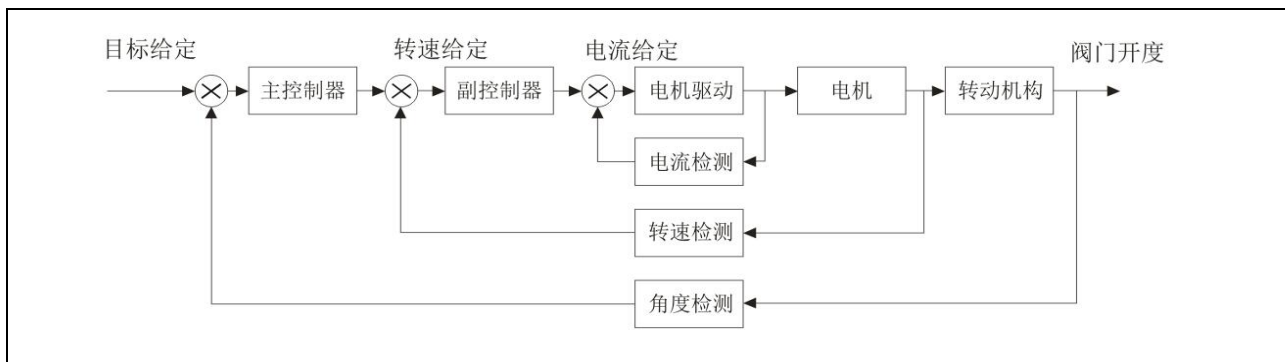 目标给定
转速给定
电流给定
阀门开度
主控制器
副控制器
电机驱动
电机
转动机构
电流检测
转速检测
角度检测